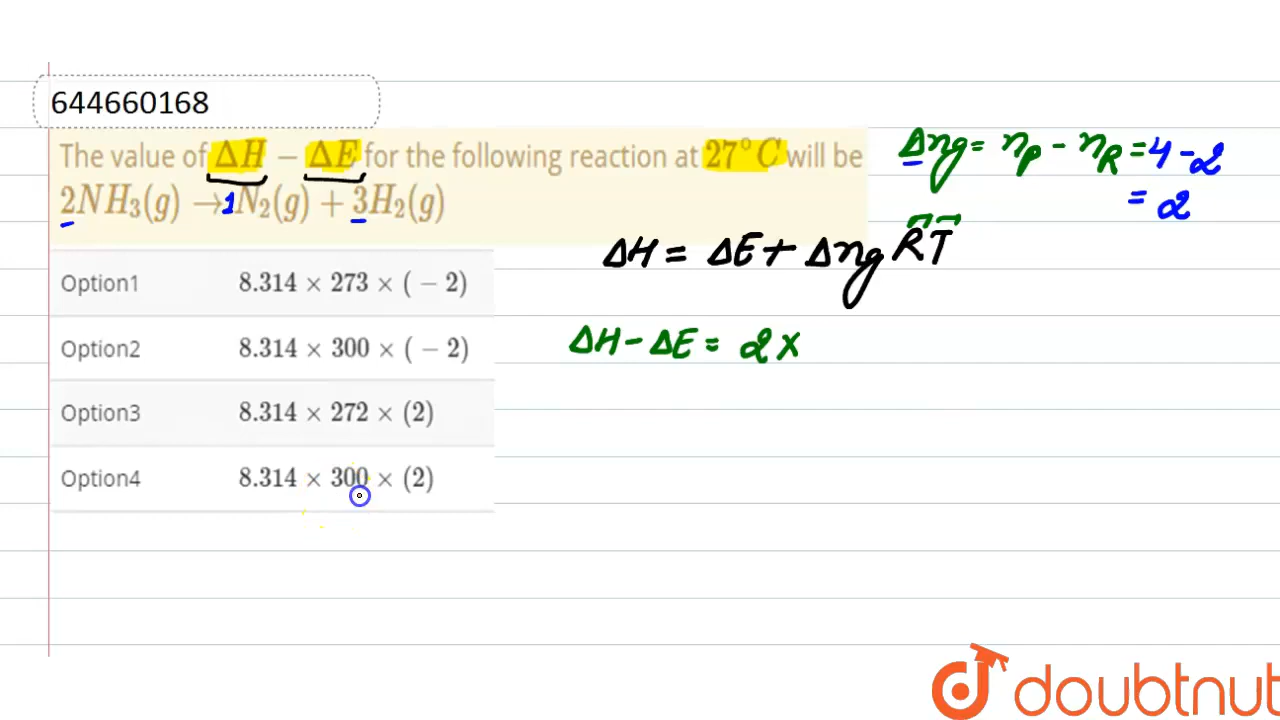 644660168
The value of ΔH − ΔE for the following reaction at 27°C will be
2NH₃(g) → 1N₂(g) + 3H₂(g)
Δng = nP − nR = 4 − 2
= 2
ΔH = ΔE + Δng RT
ΔH − ΔE = 2 ×
Option1 8.314 × 273 × (−2)
Option2 8.314 × 300 × (−2)
Option3 8.314 × 272 × (2)
Option4 8.314 × 300 × (2)
doubtnut